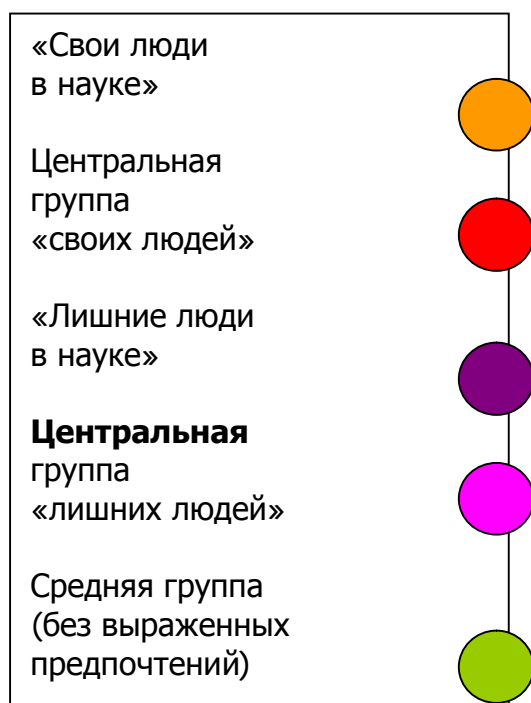 «Свои люди
в науке»
Центральная
группа
«своих людей»
«Лишние люди
в науке»
Центральная
группа
«лишних людей»
Средняя группа
(без выраженных
предпочтений)